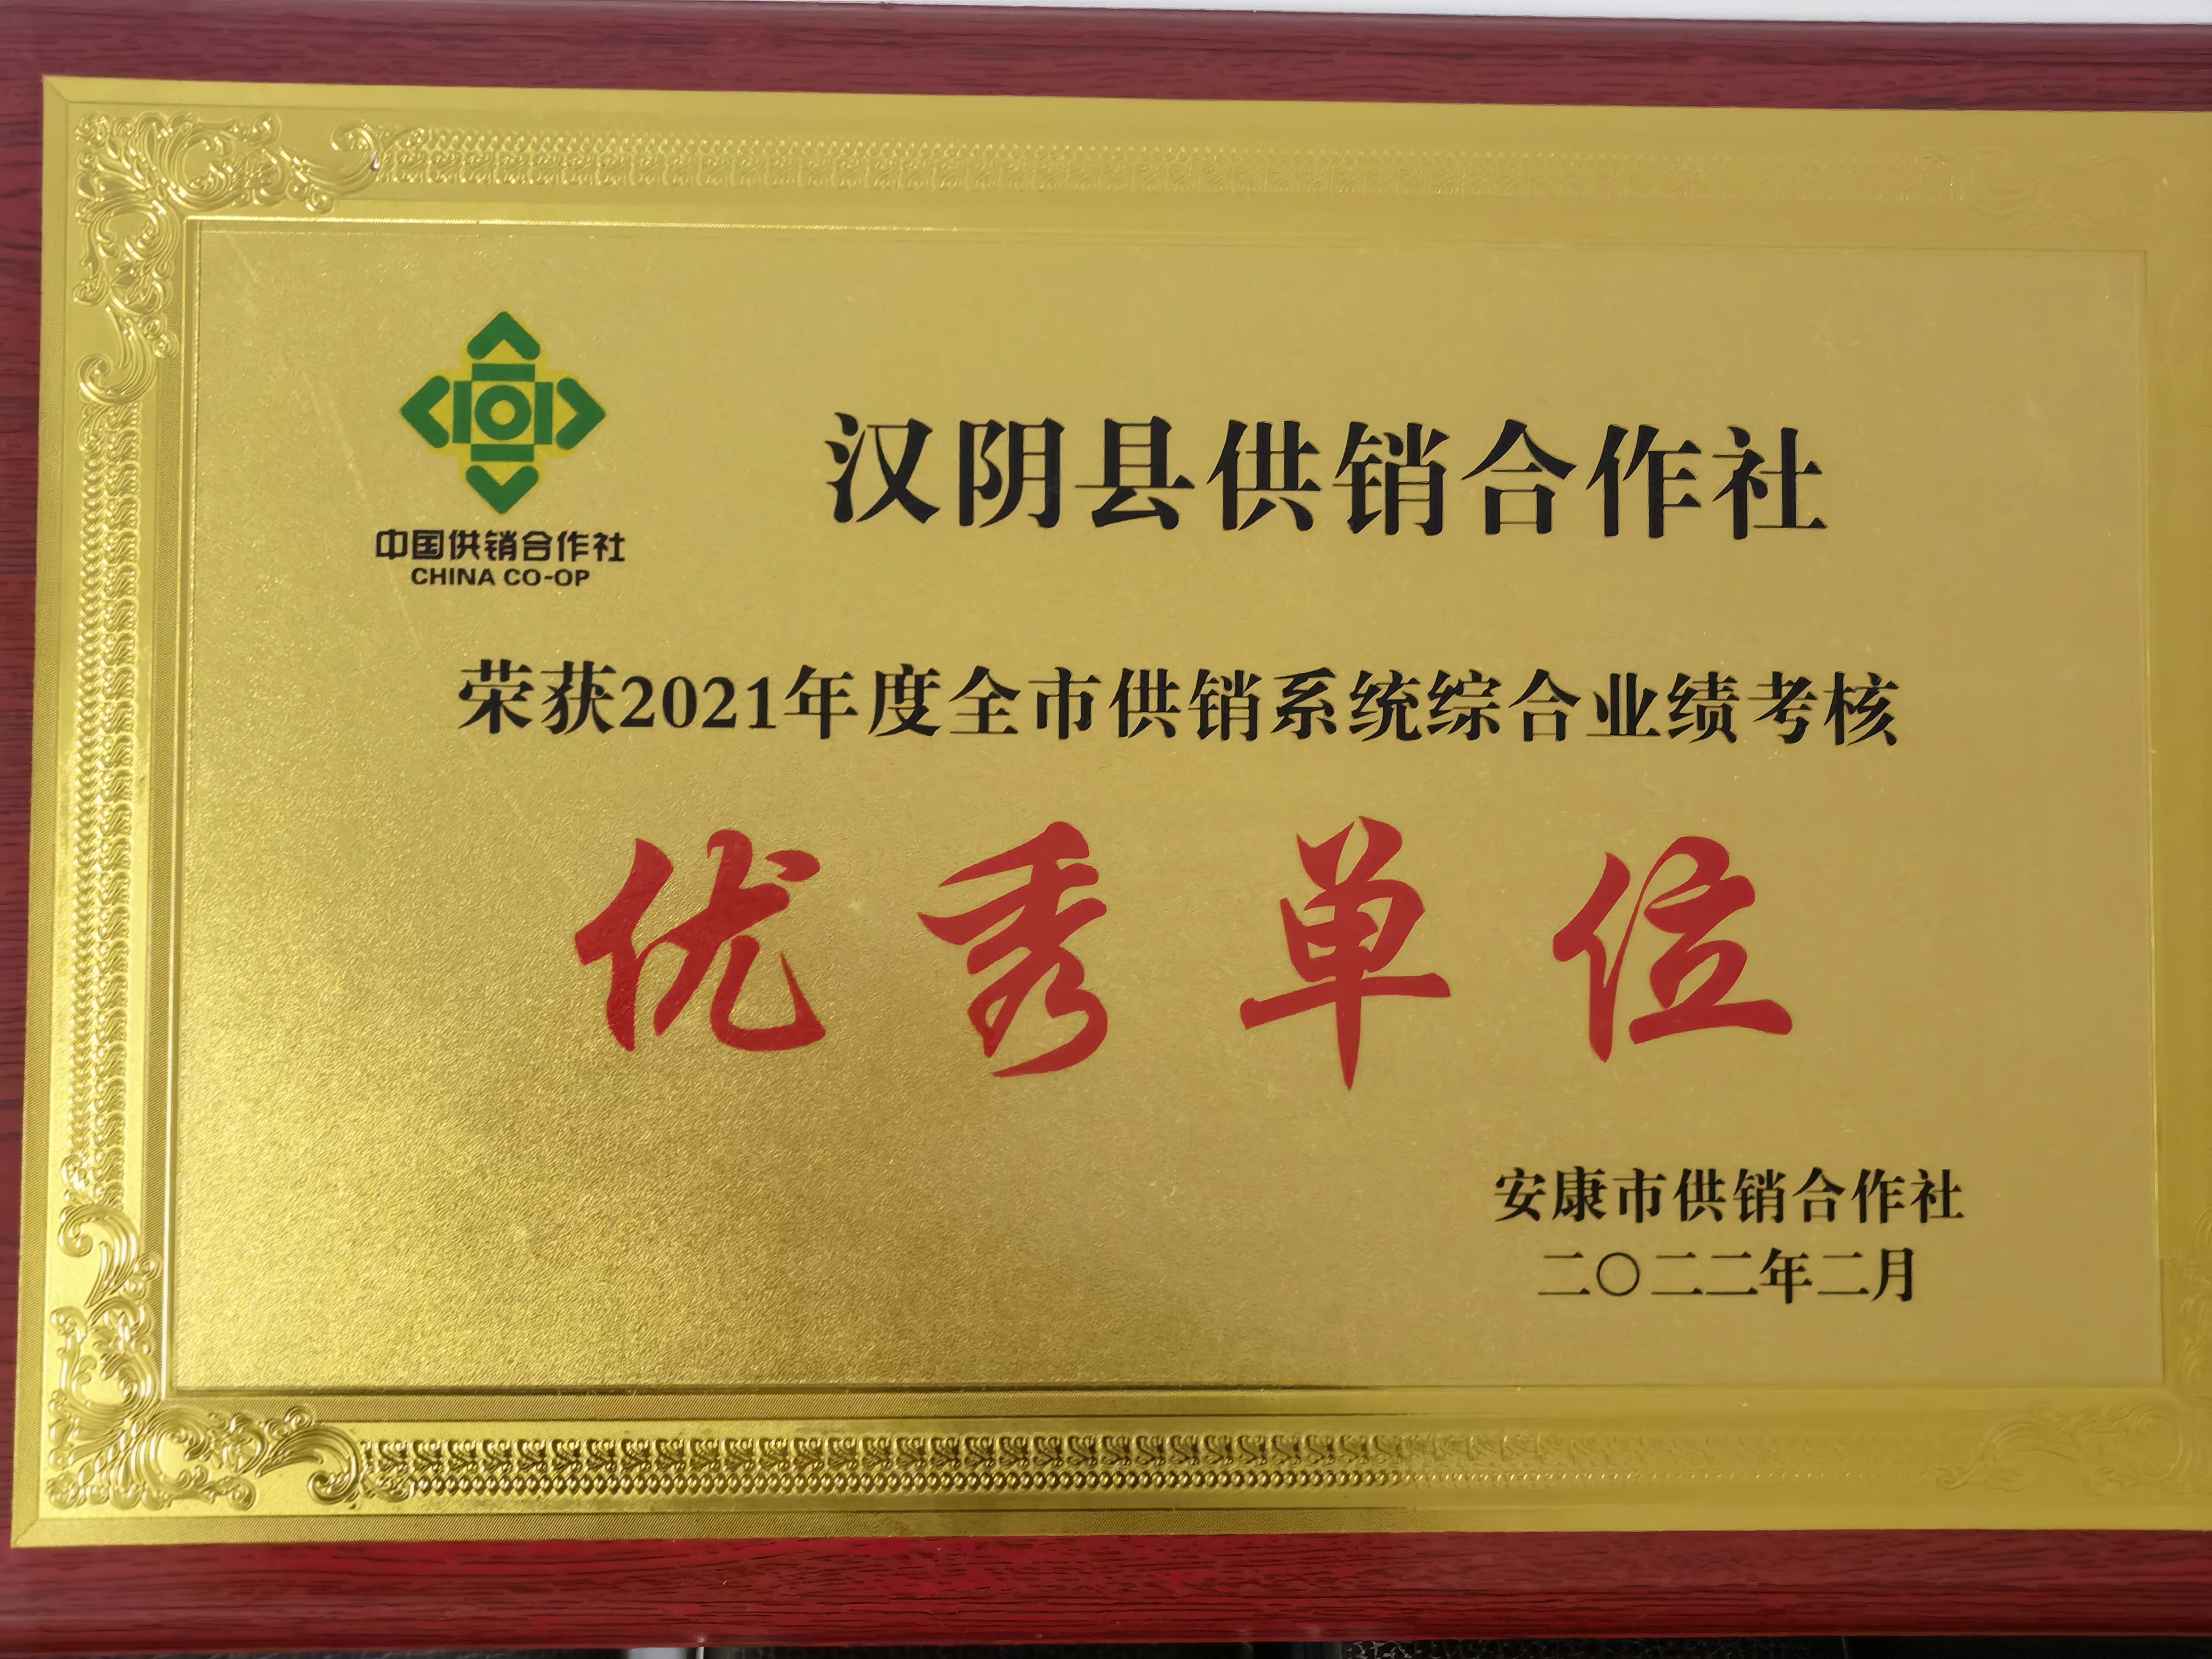 中国供销合作社
CHINA CO-OP
汉阴县供销合作社
荣获2021年度全市供销系统综合业绩考核
优秀单位
安康市供销合作社
二〇二二年二月